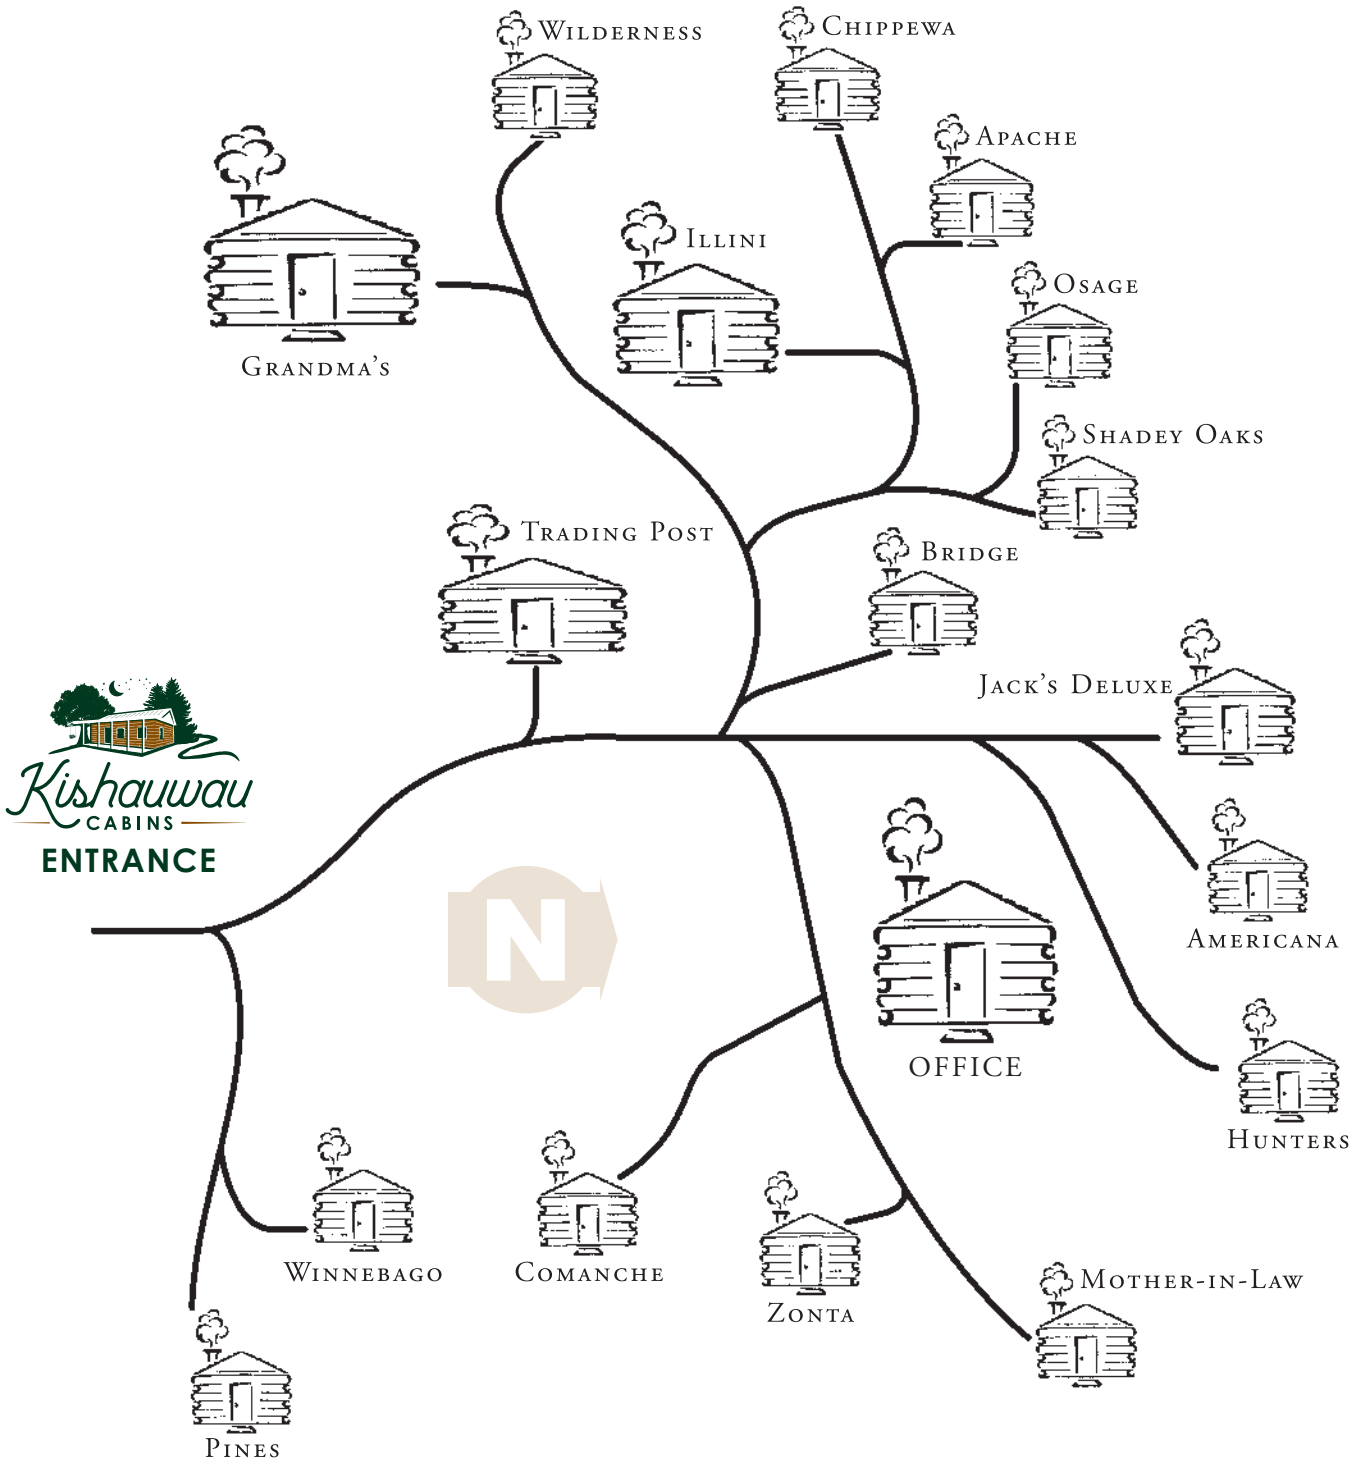 Wilderness
Chippewa
Apache
Illini
Osage
Grandma's
Shadey Oaks
Trading Post
Bridge
Jack's Deluxe
Kishauwau
CABINS
ENTRANCE
N
Americana
OFFICE
Hunters
Winnebago
Comanche
Mother-in-Law
Zonta
Pines